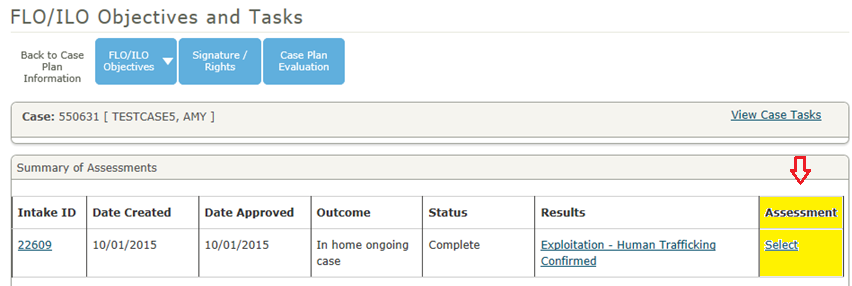 FLO/ILO Objectives and Tasks
Back to Case
Plan
Information
FLO/ILO
Objectives
Signature /
Rights
Case Plan
Evaluation
Case: 550631 [ TESTCASE5, AMY ]
View Case Tasks
Summary of Assessments
Intake ID Date Created Date Approved Outcome Status Results Assessment
22609 10/01/2015 10/01/2015 In home ongoing Complete Exploitation - Human Trafficking Select
case Confirmed